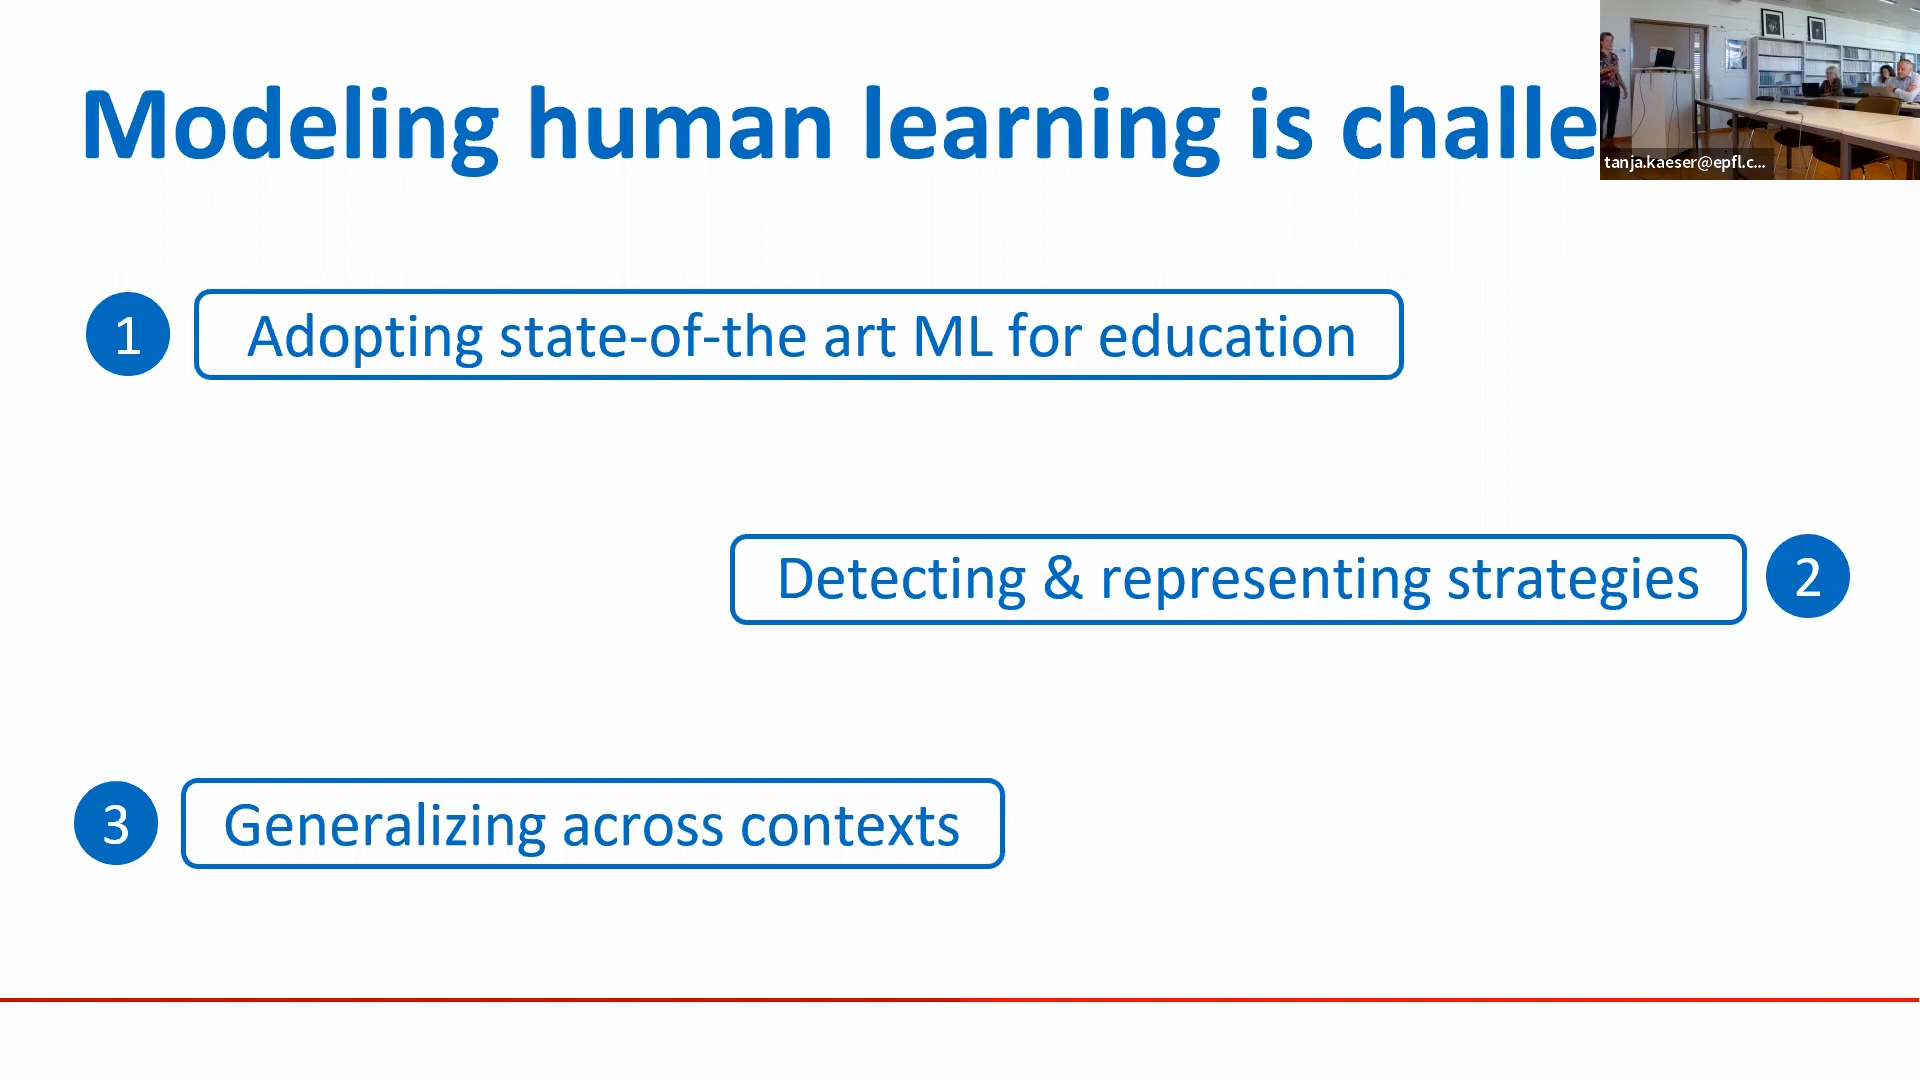 Modeling human learning is challe
tanja.kaeser@epfl.c...
1 Adopting state-of-the art ML for education
Detecting & representing strategies 2
3 Generalizing across contexts